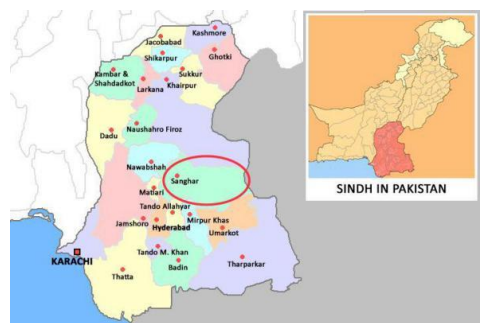 Kashmore
Jacobabad
Shikarpur
Ghotki
Kambar &
Shahdadkot
Sukkur
Larkana
Khairpur
Naushahro Firoz
Dadu
Nawabshah
Sanghar
Matiari
Tando Allahyar
Jamshoro
Hyderabad
Mirpur Khas
Umarkot
KARACHI
Tando M. Khan
Tharparkar
Badin
Thatta
SINDH IN PAKISTAN